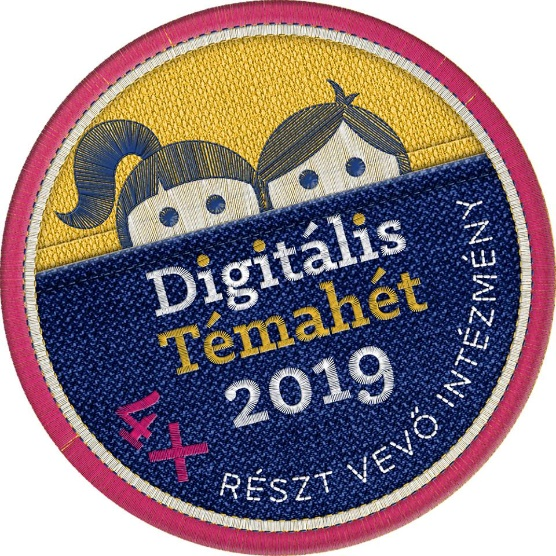 Digitális
Témahét
2019
4x
RÉSZT VEVŐ INTÉZMÉNY